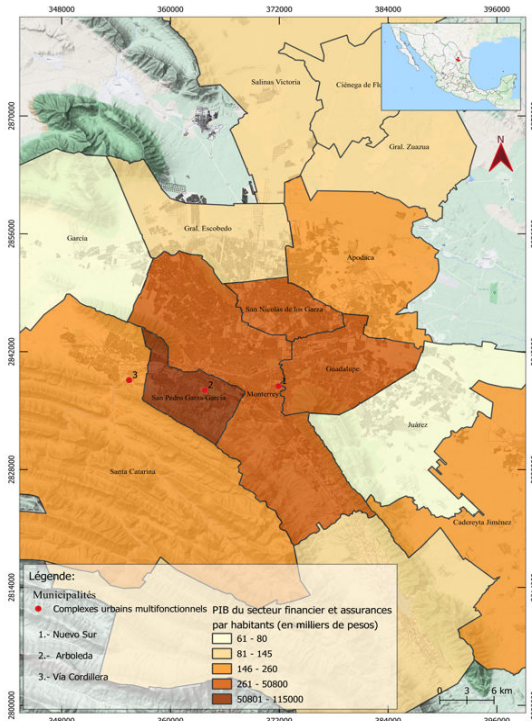 348000 360000 372000 384000 396000
Salinas Victoria
Ciénega de Flo
2870000
Gral. Zuazua
N
2856000
García
Gral. Escobedo
Apodaca
San Nicolás de los Garza
2842000
Guadalupe
3
2
1
San Pedro Garza García
Monterrey
Juárez
2828000
Santa Catarina
Cadereyta Jiménez
2814000
Légende:
Municipalités
Complexes urbains multifonctionnels
1.- Nuevo Sur
2.- Arboleda
3.- Vía Cordillera
PIB du secteur financier et assurances
par habitants (en milliers de pesos)
61 - 80
81 - 145
146 - 260
261 - 50800
50801 - 115000
0 3 6 km
2800000
348000 360000 372000 384000 396000